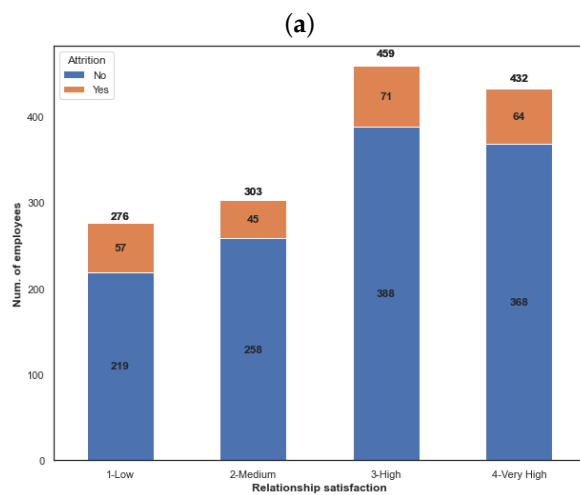 (a)
Attrition
No
Yes
459
71
388
432
64
368
303
45
258
276
57
219
400
300
200
100
0
Num. of employees
1-Low 2-Medium 3-High 4-Very High
Relationship satisfaction